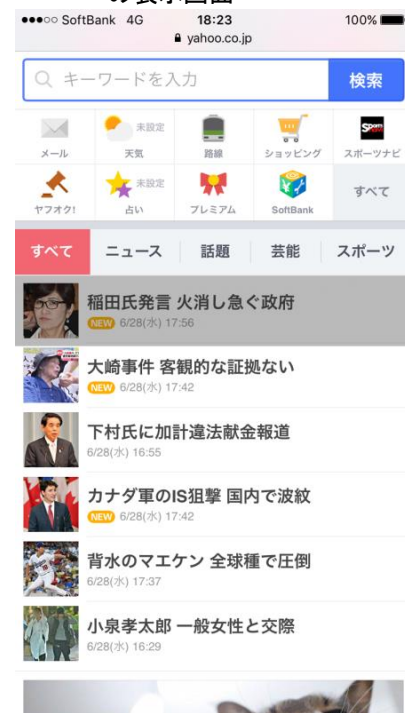 の表示画面
SoftBank 4G 18:23 100%
yahoo.co.jp
キーワードを入力 検索
未設定 未設定
メール 天気 路線 ショッピング スポーツナビ
ヤフオク! 占い プレミアム SoftBank すべて
すべて ニュース 話題 芸能 スポーツ
稲田氏発言 火消し急ぐ政府
NEW 6/28(水) 17:56
大崎事件 客観的な証拠ない
NEW 6/28(水) 17:42
下村氏に加計違法献金報道
6/28(水) 16:55
カナダ軍のIS狙撃 国内で波紋
NEW 6/28(水) 17:42
背水のマエケン 全球種で圧倒
6/28(水) 17:37
小泉孝太郎 一般女性と交際
6/28(水) 16:29